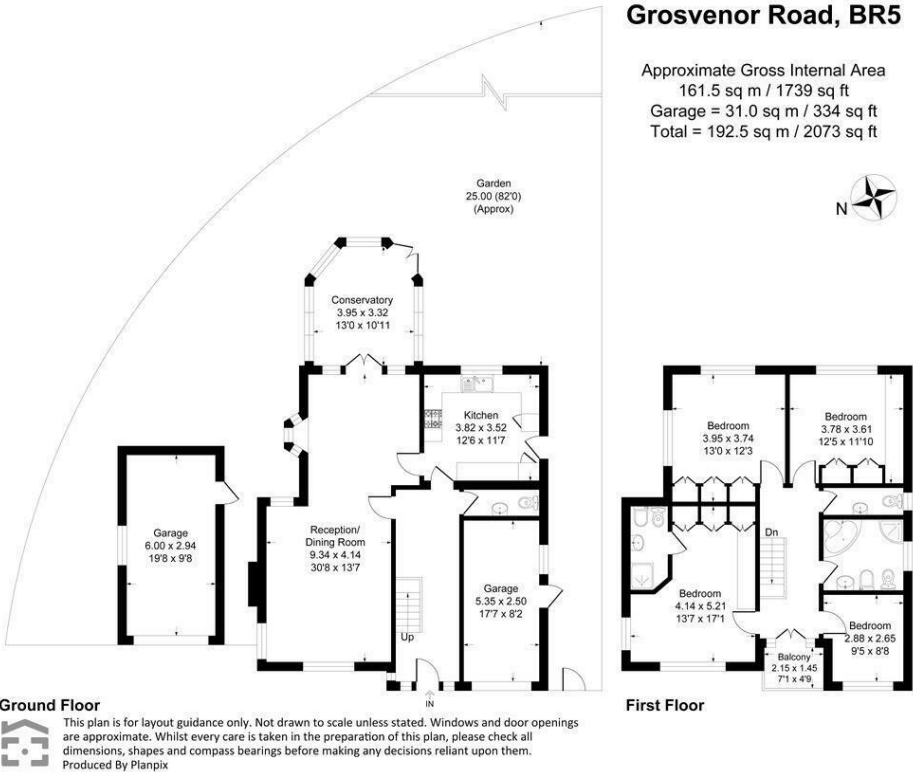 Grosvenor Road, BR5
Approximate Gross Internal Area
161.5 sq m / 1739 sq ft
Garage = 31.0 sq m / 334 sq ft
Total = 192.5 sq m / 2073 sq ft
N
Garden
25.00 (82'0)
(Approx)
Conservatory
3.95 x 3.32
13'0 x 10'11
Kitchen
3.82 x 3.52
12'6 x 11'7
Garage
6.00 x 2.94
19'8 x 9'8
Reception/
Dining Room
9.34 x 4.14
30'8 x 13'7
Garage
5.35 x 2.50
17'7 x 8'2
Up
IN
Bedroom
3.95 x 3.74
13'0 x 12'3
Bedroom
3.78 x 3.61
12'5 x 11'10
Dn
Bedroom
4.14 x 5.21
13'7 x 17'1
Bedroom
2.88 x 2.65
9'5 x 8'8
Balcony
2.15 x 1.45
7'1 x 4'9
Ground Floor
First Floor
This plan is for layout guidance only. Not drawn to scale unless stated. Windows and door openings
are approximate. Whilst every care is taken in the preparation of this plan, please check all
dimensions, shapes and compass bearings before making any decisions reliant upon them.
Produced By Planpix